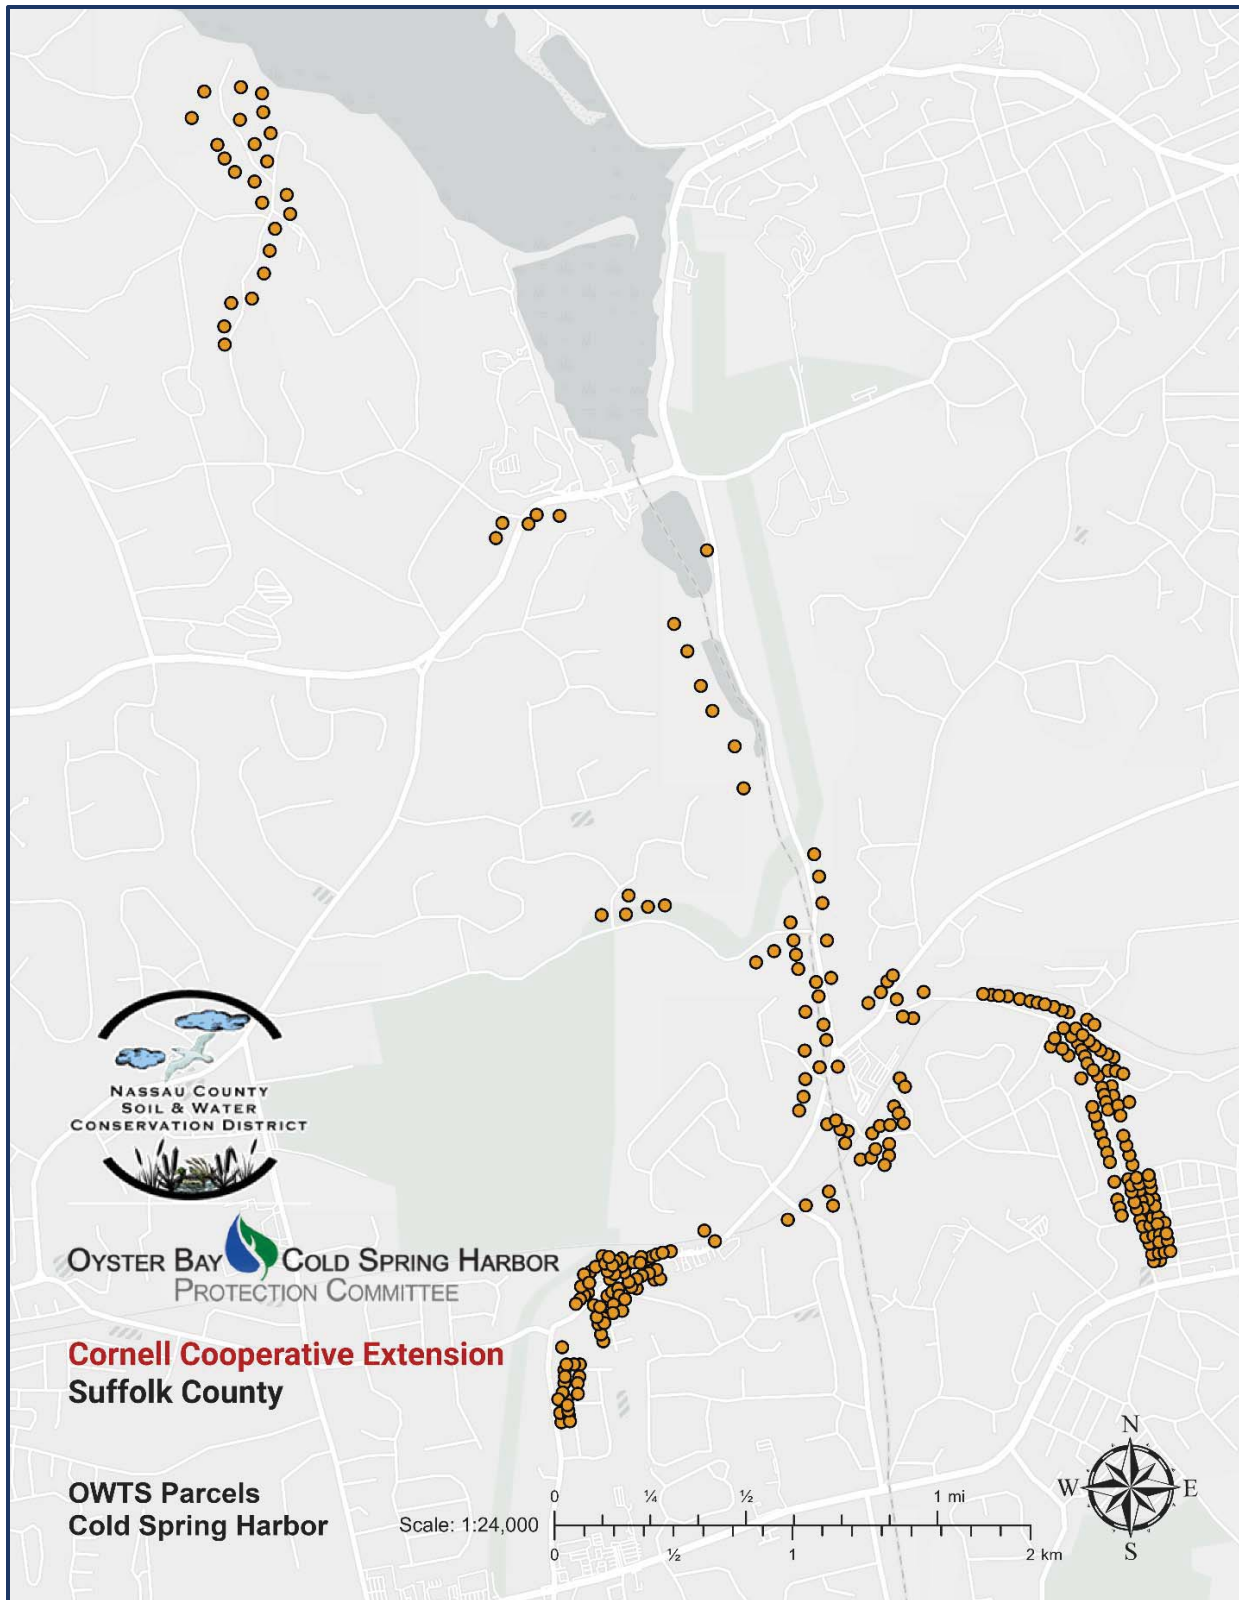 NASSAU COUNTY
SOIL & WATER
CONSERVATION DISTRICT
OYSTER BAY COLD SPRING HARBOR
PROTECTION COMMITTEE
Cornell Cooperative Extension
Suffolk County
OWTS Parcels
Cold Spring Harbor
Scale: 1:24,000
0 ¼ ½ 1 mi
0 ½ 1 2 km
N
W E
S